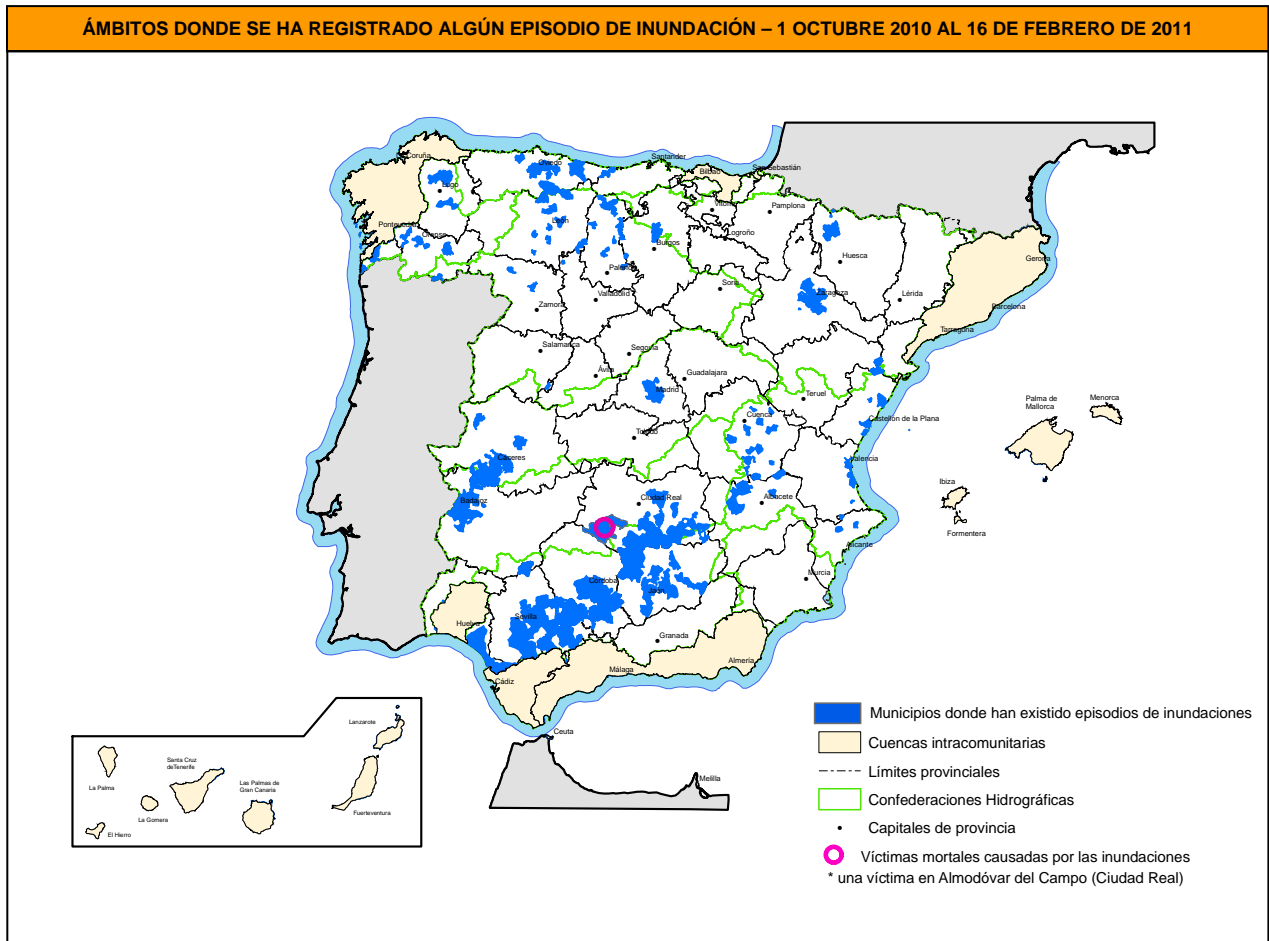 ÁMBITOS DONDE SE HA REGISTRADO ALGÚN EPISODIO DE INUNDACIÓN – 1 OCTUBRE 2010 AL 16 DE FEBRERO DE 2011
Coruña
Lugo
Oviedo
Santander
Bilbao
San Sebastián
Vitoria
Pamplona
Pontevedra
Orense
León
Burgos
Logroño
Huesca
Gerona
Palencia
Soria
Zaragoza
Lérida
Barcelona
Zamora
Valladolid
Tarragona
Salamanca
Segovia
Ávila
Guadalajara
Madrid
Teruel
Cuenca
Castellón de la Plana
Palma de
Mallorca
Menorca
Toledo
Cáceres
Valencia
Ibiza
Badajoz
Ciudad Real
Albacete
Formentera
Alicante
Murcia
Córdoba
Jaén
Sevilla
Huelva
Granada
Almería
Málaga
Cádiz
Ceuta
Melilla
Lanzarote
Santa Cruz
deTenerife
Las Palmas de
Gran Canaria
La Palma
La Gomera
Fuerteventura
El Hierro
Municipios donde han existido episodios de inundaciones
Cuencas intracomunitarias
Límites provinciales
Confederaciones Hidrográficas
Capitales de provincia
Víctimas mortales causadas por las inundaciones
* una víctima en Almodóvar del Campo (Ciudad Real)